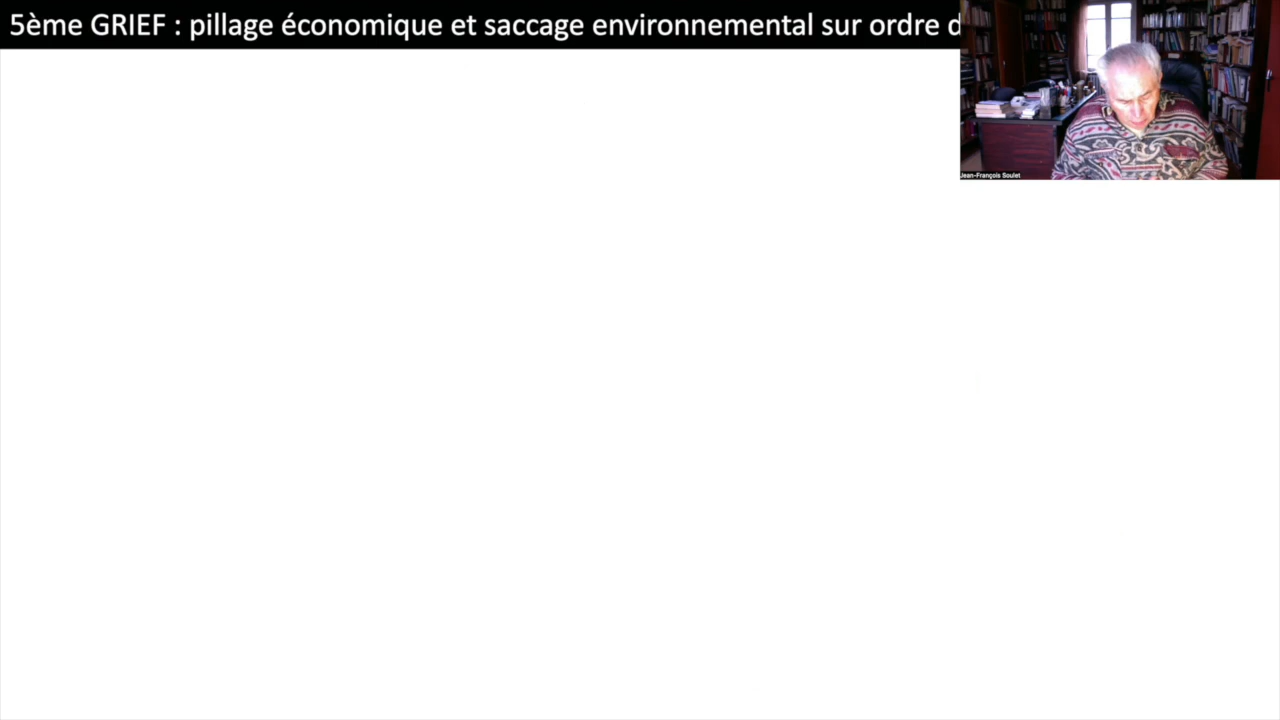 5ème GRIEF : pillage économique et saccage environnemental sur ordre d
Jean-François Soulet